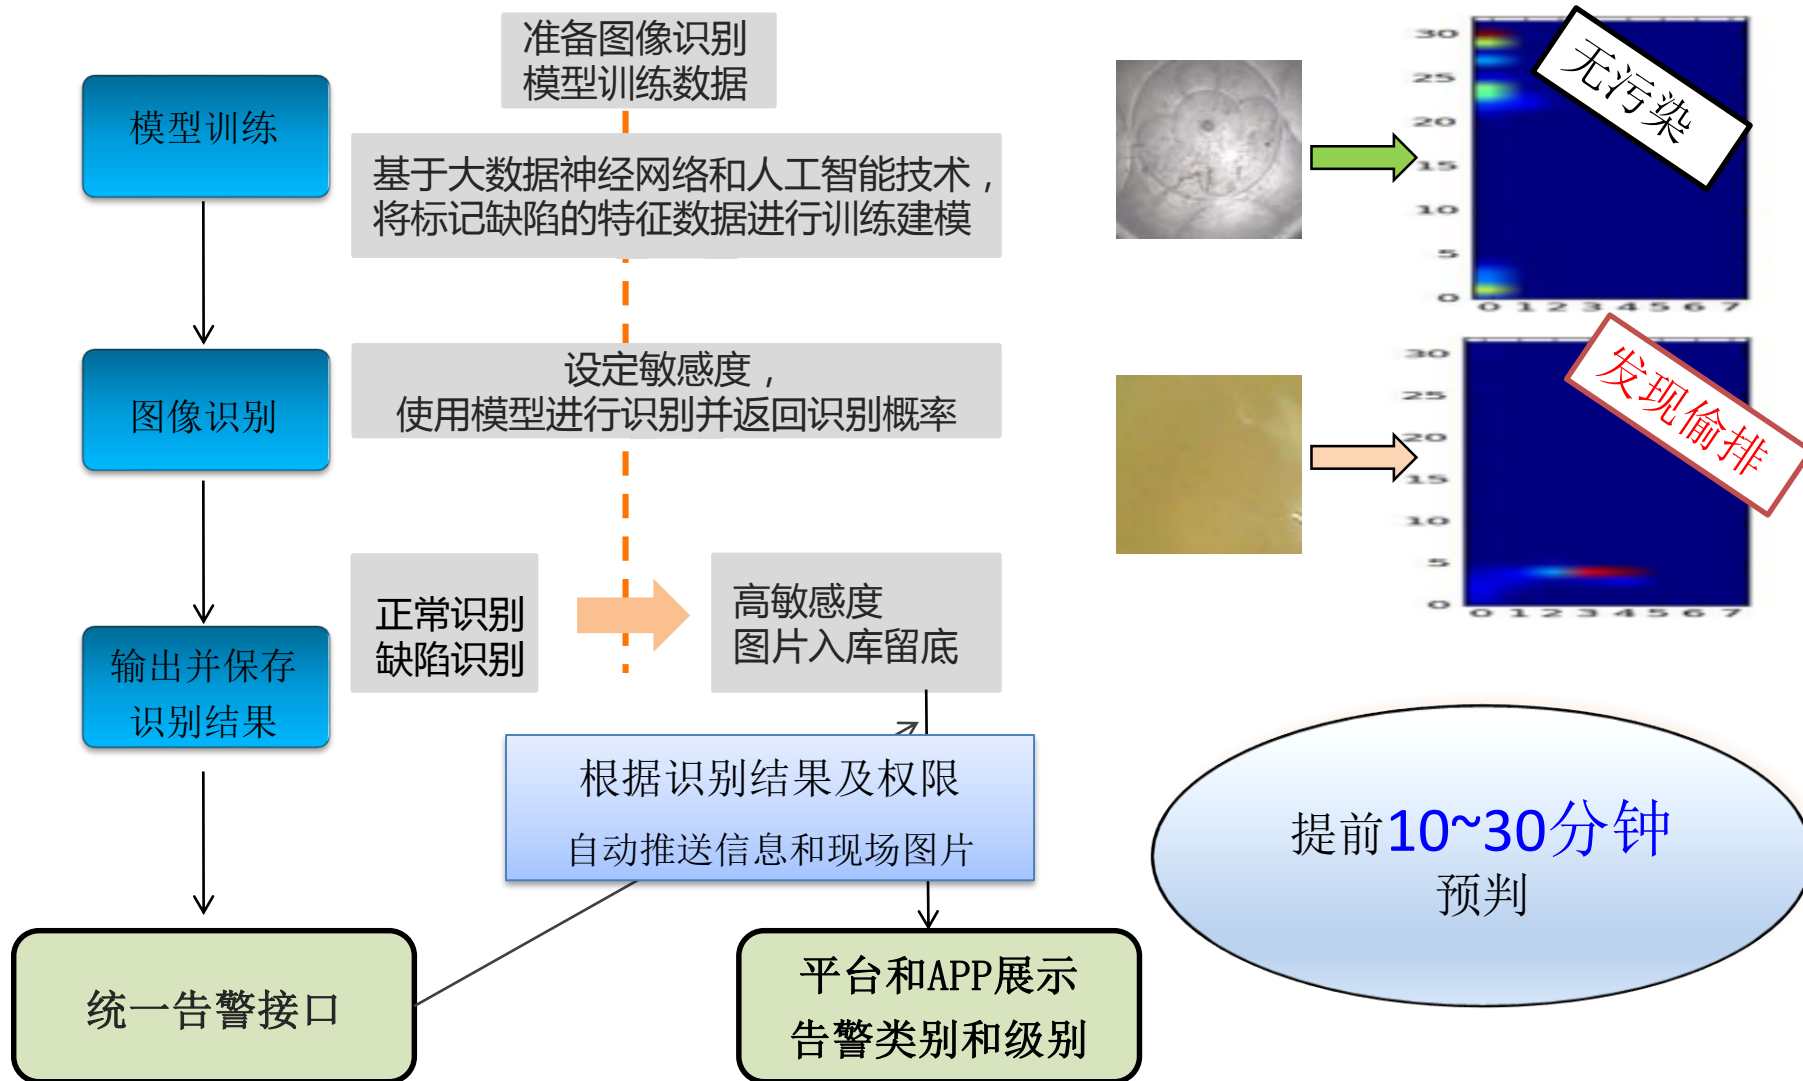 准备图像识别
模型训练数据
模型训练
基于大数据神经网络和人工智能技术，
将标记缺陷的特征数据进行训练建模
设定敏感度，
使用模型进行识别并返回识别概率
图像识别
正常识别
缺陷识别
高敏感度
图片入库留底
输出并保存
识别结果
根据识别结果及权限
自动推送信息和现场图片
统一告警接口
平台和APP展示
告警类别和级别
30
25
20
15
10
5
0
0 1 2 3 4 5 6 7
无污染
30
25
20
15
10
5
0
0 1 2 3 4 5 6 7
发现偷排
提前10~30分钟
预判